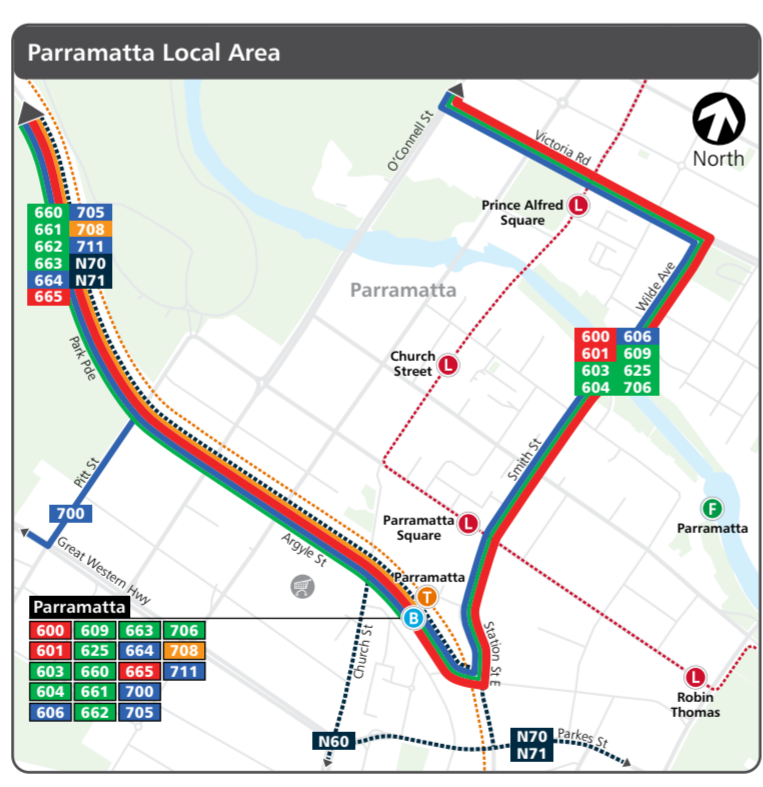 Parramatta Local Area
North
O'Connell St
Victoria Rd
Prince Alfred
Square
L
660 705
661 708
662 711
663 N70
664 N71
665
Parramatta
Wilde Ave
600 606
601 609
603 625
604 706
Park Pde
Church
Street
L
Smith St
Pitt St
700
Great Western Hwy
Argyle St
Parramatta
Square
L
F
Parramatta
Parramatta
T
B
Parramatta
600 609 663 706
601 625 664 708
603 660 665 711
604 661 700
606 662 705
Church St
Station St E
L
Robin
Thomas
N60
N70
N71
Parkes St